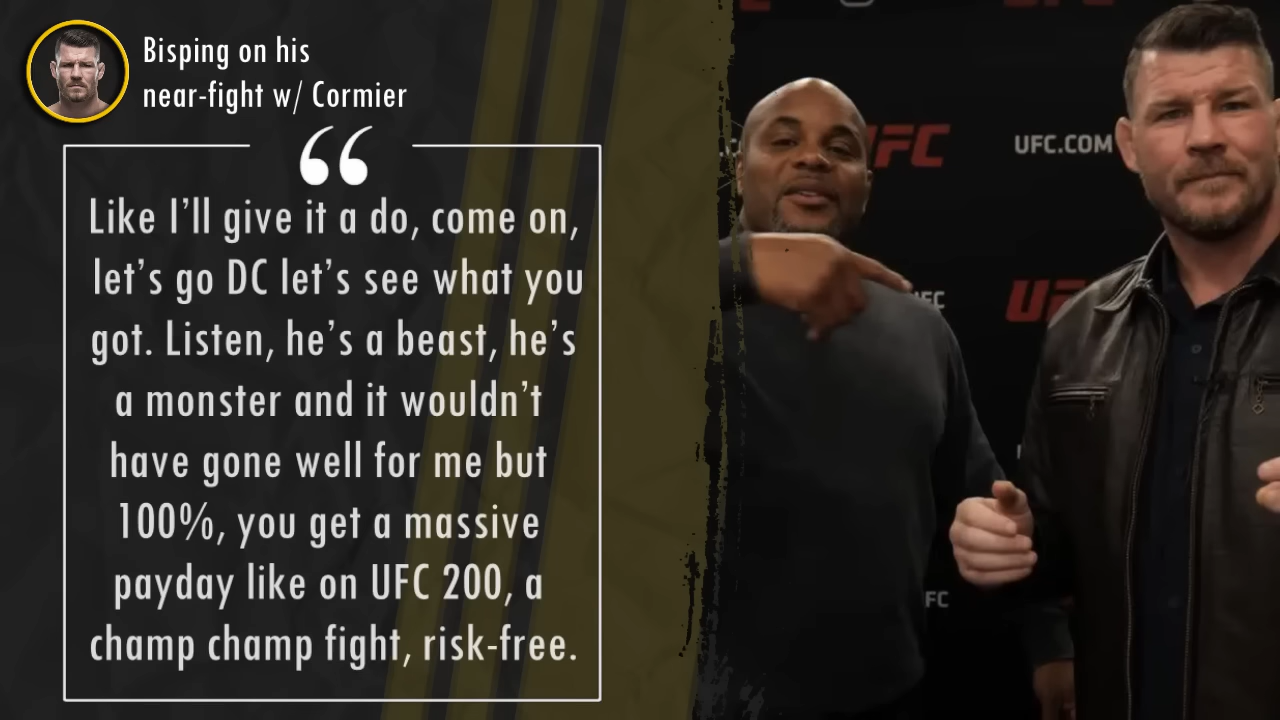 Bisping on his
near-fight w/ Cormier
“
Like I’ll give it a do, come on,
let’s go DC let’s see what you
got. Listen, he’s a beast, he’s
a monster and it wouldn’t
have gone well for me but
100%, you get a massive
payday like on UFC 200, a
champ champ fight, risk-free.
UFC
UFC.COM
UFC
FC